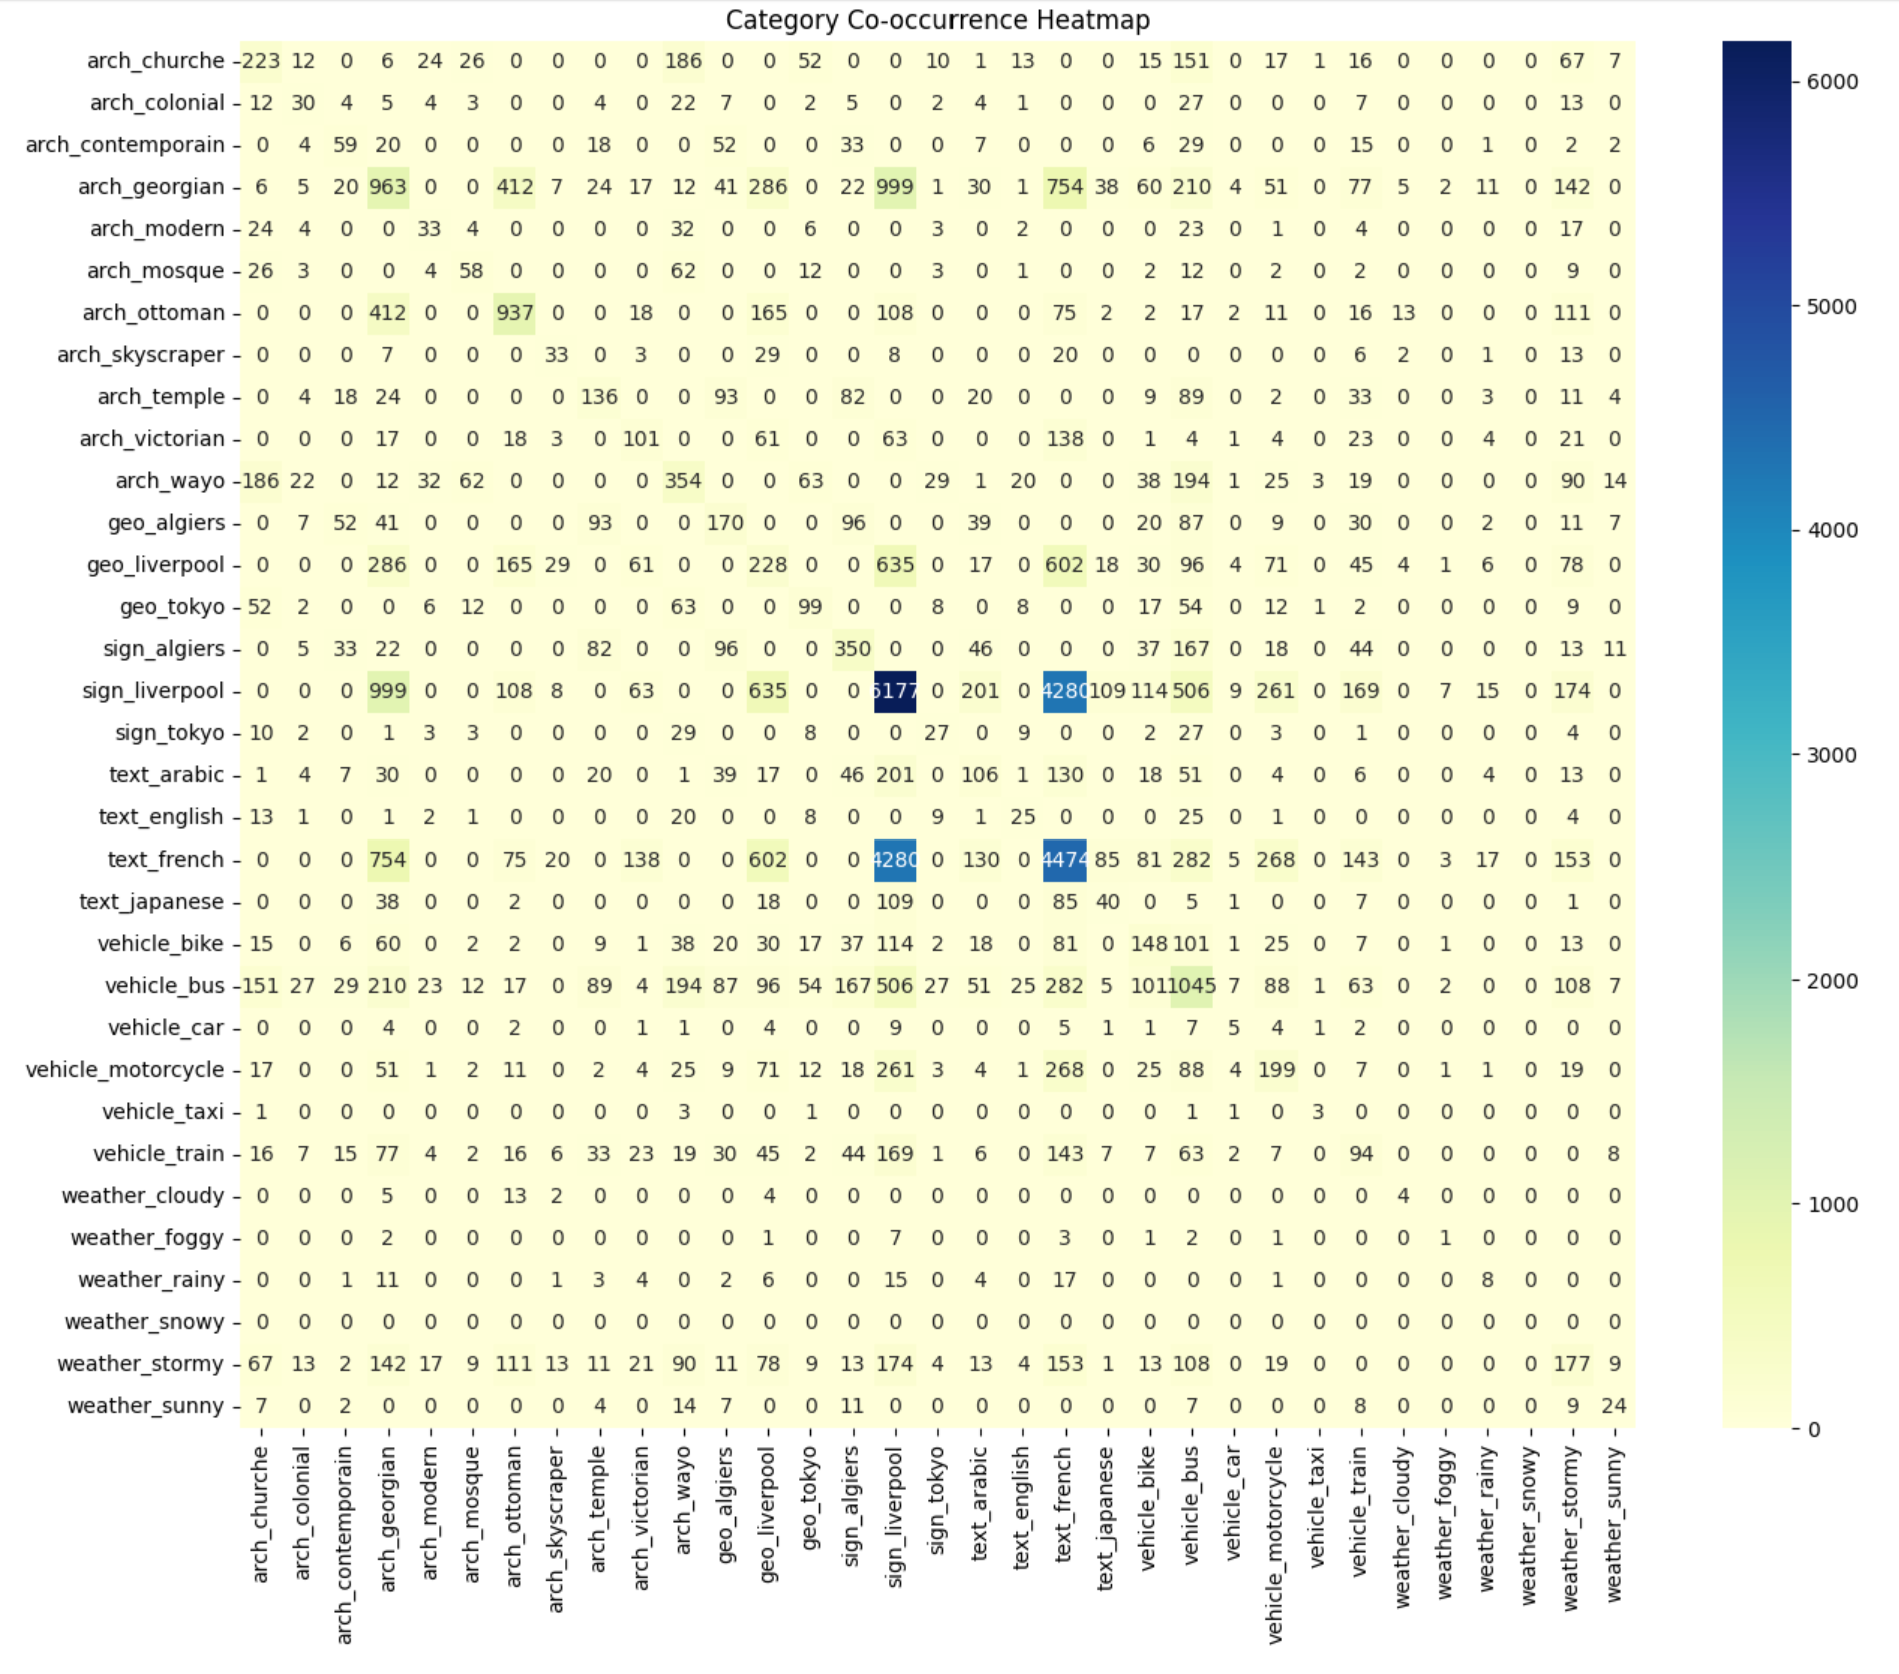 Category Co-occurrence Heatmap
arch_churche 223 12 0 6 24 26 0 0 0 0 186 0 0 52 0 0 10 1 13 0 0 15 151 0 17 1 16 0 0 0 0 67 7
arch_colonial 12 30 4 5 4 3 0 0 4 0 22 7 0 2 5 0 2 4 1 0 0 0 27 0 0 0 7 0 0 0 0 13 0
arch_contemporain 0 4 59 20 0 0 0 0 18 0 0 52 0 0 33 0 0 7 0 0 0 6 29 0 0 0 15 0 0 1 0 2 2
arch_georgian 6 5 20 963 0 0 412 7 24 17 12 41 286 0 22 999 1 30 1 754 38 60 210 4 51 0 77 5 2 11 0 142 0
arch_modern 24 4 0 0 33 4 0 0 0 0 32 0 0 6 0 0 3 0 2 0 0 0 23 0 1 0 4 0 0 0 0 17 0
arch_mosque 26 3 0 0 4 58 0 0 0 0 62 0 0 12 0 0 3 0 1 0 0 2 12 0 2 0 2 0 0 0 0 9 0
arch_ottoman 0 0 0 412 0 0 937 0 0 18 0 0 165 0 0 108 0 0 0 75 2 2 17 2 11 0 16 13 0 0 0 111 0
arch_skyscraper 0 0 0 7 0 0 0 33 0 3 0 0 29 0 0 8 0 0 0 20 0 0 0 0 0 0 6 2 0 1 0 13 0
arch_temple 0 4 18 24 0 0 0 0 136 0 0 93 0 0 82 0 0 20 0 0 0 9 89 0 2 0 33 0 0 3 0 11 4
arch_victorian 0 0 0 17 0 0 18 3 0 101 0 0 61 0 0 63 0 0 0 138 0 1 4 1 4 0 23 0 0 4 0 21 0
arch_wayo 186 22 0 12 32 62 0 0 0 0 354 0 0 63 0 0 29 1 20 0 0 38 194 1 25 3 19 0 0 0 0 90 14
geo_algiers 0 7 52 41 0 0 0 0 93 0 0 170 0 0 96 0 0 39 0 0 0 20 87 0 9 0 30 0 0 2 0 11 7
geo_liverpool 0 0 0 286 0 0 165 29 0 61 0 0 228 0 0 635 0 17 0 602 18 30 96 4 71 0 45 4 1 6 0 78 0
geo_tokyo 52 2 0 0 6 12 0 0 0 0 63 0 0 99 0 0 8 0 8 0 0 17 54 0 12 1 2 0 0 0 0 9 0
sign_algiers 0 5 33 22 0 0 0 0 82 0 0 96 0 0 350 0 0 46 0 0 0 37 167 0 18 0 44 0 0 0 0 13 11
sign_liverpool 0 0 0 999 0 0 108 8 0 63 0 0 635 0 0 0 201 0 4280 109 114 506 9 261 0 169 0 7 15 0 174 0
sign_tokyo 10 2 0 1 3 3 0 0 0 0 29 0 0 8 0 0 27 0 9 0 0 2 27 0 3 0 1 0 0 0 0 4 0
text_arabic 1 4 7 30 0 0 0 0 20 0 1 39 17 0 46 201 0 106 1 130 0 18 51 0 4 0 6 0 0 4 0 13 0
text_english 13 1 0 1 2 1 0 0 0 0 20 0 0 8 0 0 9 1 25 0 0 0 25 0 1 0 0 0 0 0 0 4 0
text_french 0 0 0 754 0 0 75 20 0 138 0 0 602 0 0 4280 0 130 0 4474 85 81 282 5 268 0 143 0 3 17 0 153 0
text_japanese 0 0 0 38 0 0 2 0 0 0 0 0 18 0 0 109 0 0 0 85 40 0 5 1 0 0 7 0 0 0 0 1 0
vehicle_bike 15 0 6 60 0 2 2 0 9 1 38 20 30 17 37 114 2 18 0 81 0 148 101 1 25 0 7 0 1 0 0 13 0
vehicle_bus 151 27 29 210 23 12 17 0 89 4 194 87 96 54 167 506 27 51 25 282 5 101 1045 7 88 1 63 0 2 0 0 108 7
vehicle_car 0 0 0 4 0 0 2 0 0 1 1 0 4 0 0 9 0 0 0 5 1 1 7 5 4 1 2 0 0 0 0 0 0
vehicle_motorcycle 17 0 0 51 1 2 11 0 2 4 25 9 71 12 18 261 3 4 1 268 0 25 88 4 199 0 7 0 1 1 0 19 0
vehicle_taxi 1 0 0 0 0 0 0 0 0 0 3 0 0 1 0 0 0 0 0 0 0 0 1 1 0 3 0 0 0 0 0 0 0
vehicle_train 16 7 15 77 4 2 16 6 33 23 19 30 45 2 44 169 1 6 0 143 7 7 63 2 7 0 94 0 0 0 0 0 8
weather_cloudy 0 0 0 5 0 0 13 2 0 0 0 0 4 0 0 0 0 0 0 0 0 0 0 0 0 0 0 4 0 0 0 0 0
weather_foggy 0 0 0 2 0 0 0 0 0 0 0 0 1 0 0 7 0 0 0 3 0 1 2 0 1 0 0 0 1 0 0 0 0
weather_rainy 0 0 1 11 0 0 0 1 3 4 0 2 6 0 0 15 0 4 0 17 0 0 0 0 1 0 0 0 0 8 0 0 0
weather_snowy 0 0 0 0 0 0 0 0 0 0 0 0 0 0 0 0 0 0 0 0 0 0 0 0 0 0 0 0 0 0 0 0 0
weather_stormy 67 13 2 142 17 9 111 13 11 21 90 11 78 9 13 174 4 13 4 153 1 13 108 0 19 0 0 0 0 0 0 177 9
weather_sunny 7 0 2 0 0 0 0 0 4 0 14 7 0 0 11 0 0 0 0 0 0 0 7 0 0 0 8 0 0 0 0 9 24
arch_churche
arch_colonial
arch_contemporain
arch_georgian
arch_modern
arch_mosque
arch_ottoman
arch_skyscraper
arch_temple
arch_victorian
arch_wayo
geo_algiers
geo_liverpool
geo_tokyo
sign_algiers
sign_liverpool
sign_tokyo
text_arabic
text_english
text_french
text_japanese
vehicle_bike
vehicle_bus
vehicle_car
vehicle_motorcycle
vehicle_taxi
vehicle_train
weather_cloudy
weather_foggy
weather_rainy
weather_snowy
weather_stormy
weather_sunny
6000
5000
4000
3000
2000
1000
0